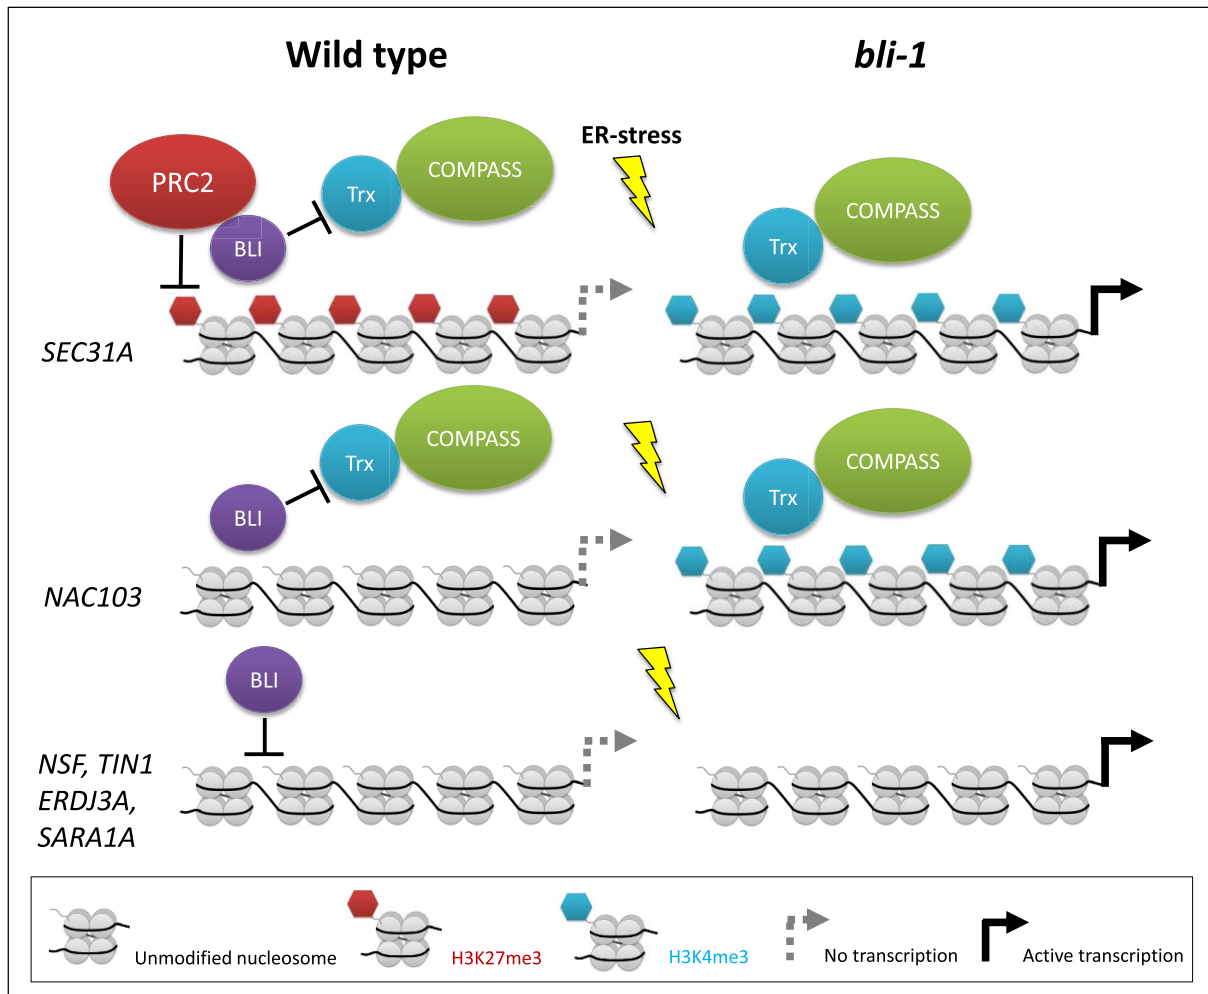 Wild type
bli-1
ER-stress
PRC2
BLI
Trx
COMPASS
Trx
COMPASS
SEC31A
BLI
Trx
COMPASS
Trx
COMPASS
NAC103
BLI
NSF, TIN1
ERDJ3A,
SARA1A
Unmodified nucleosome
H3K27me3
H3K4me3
No transcription
Active transcription